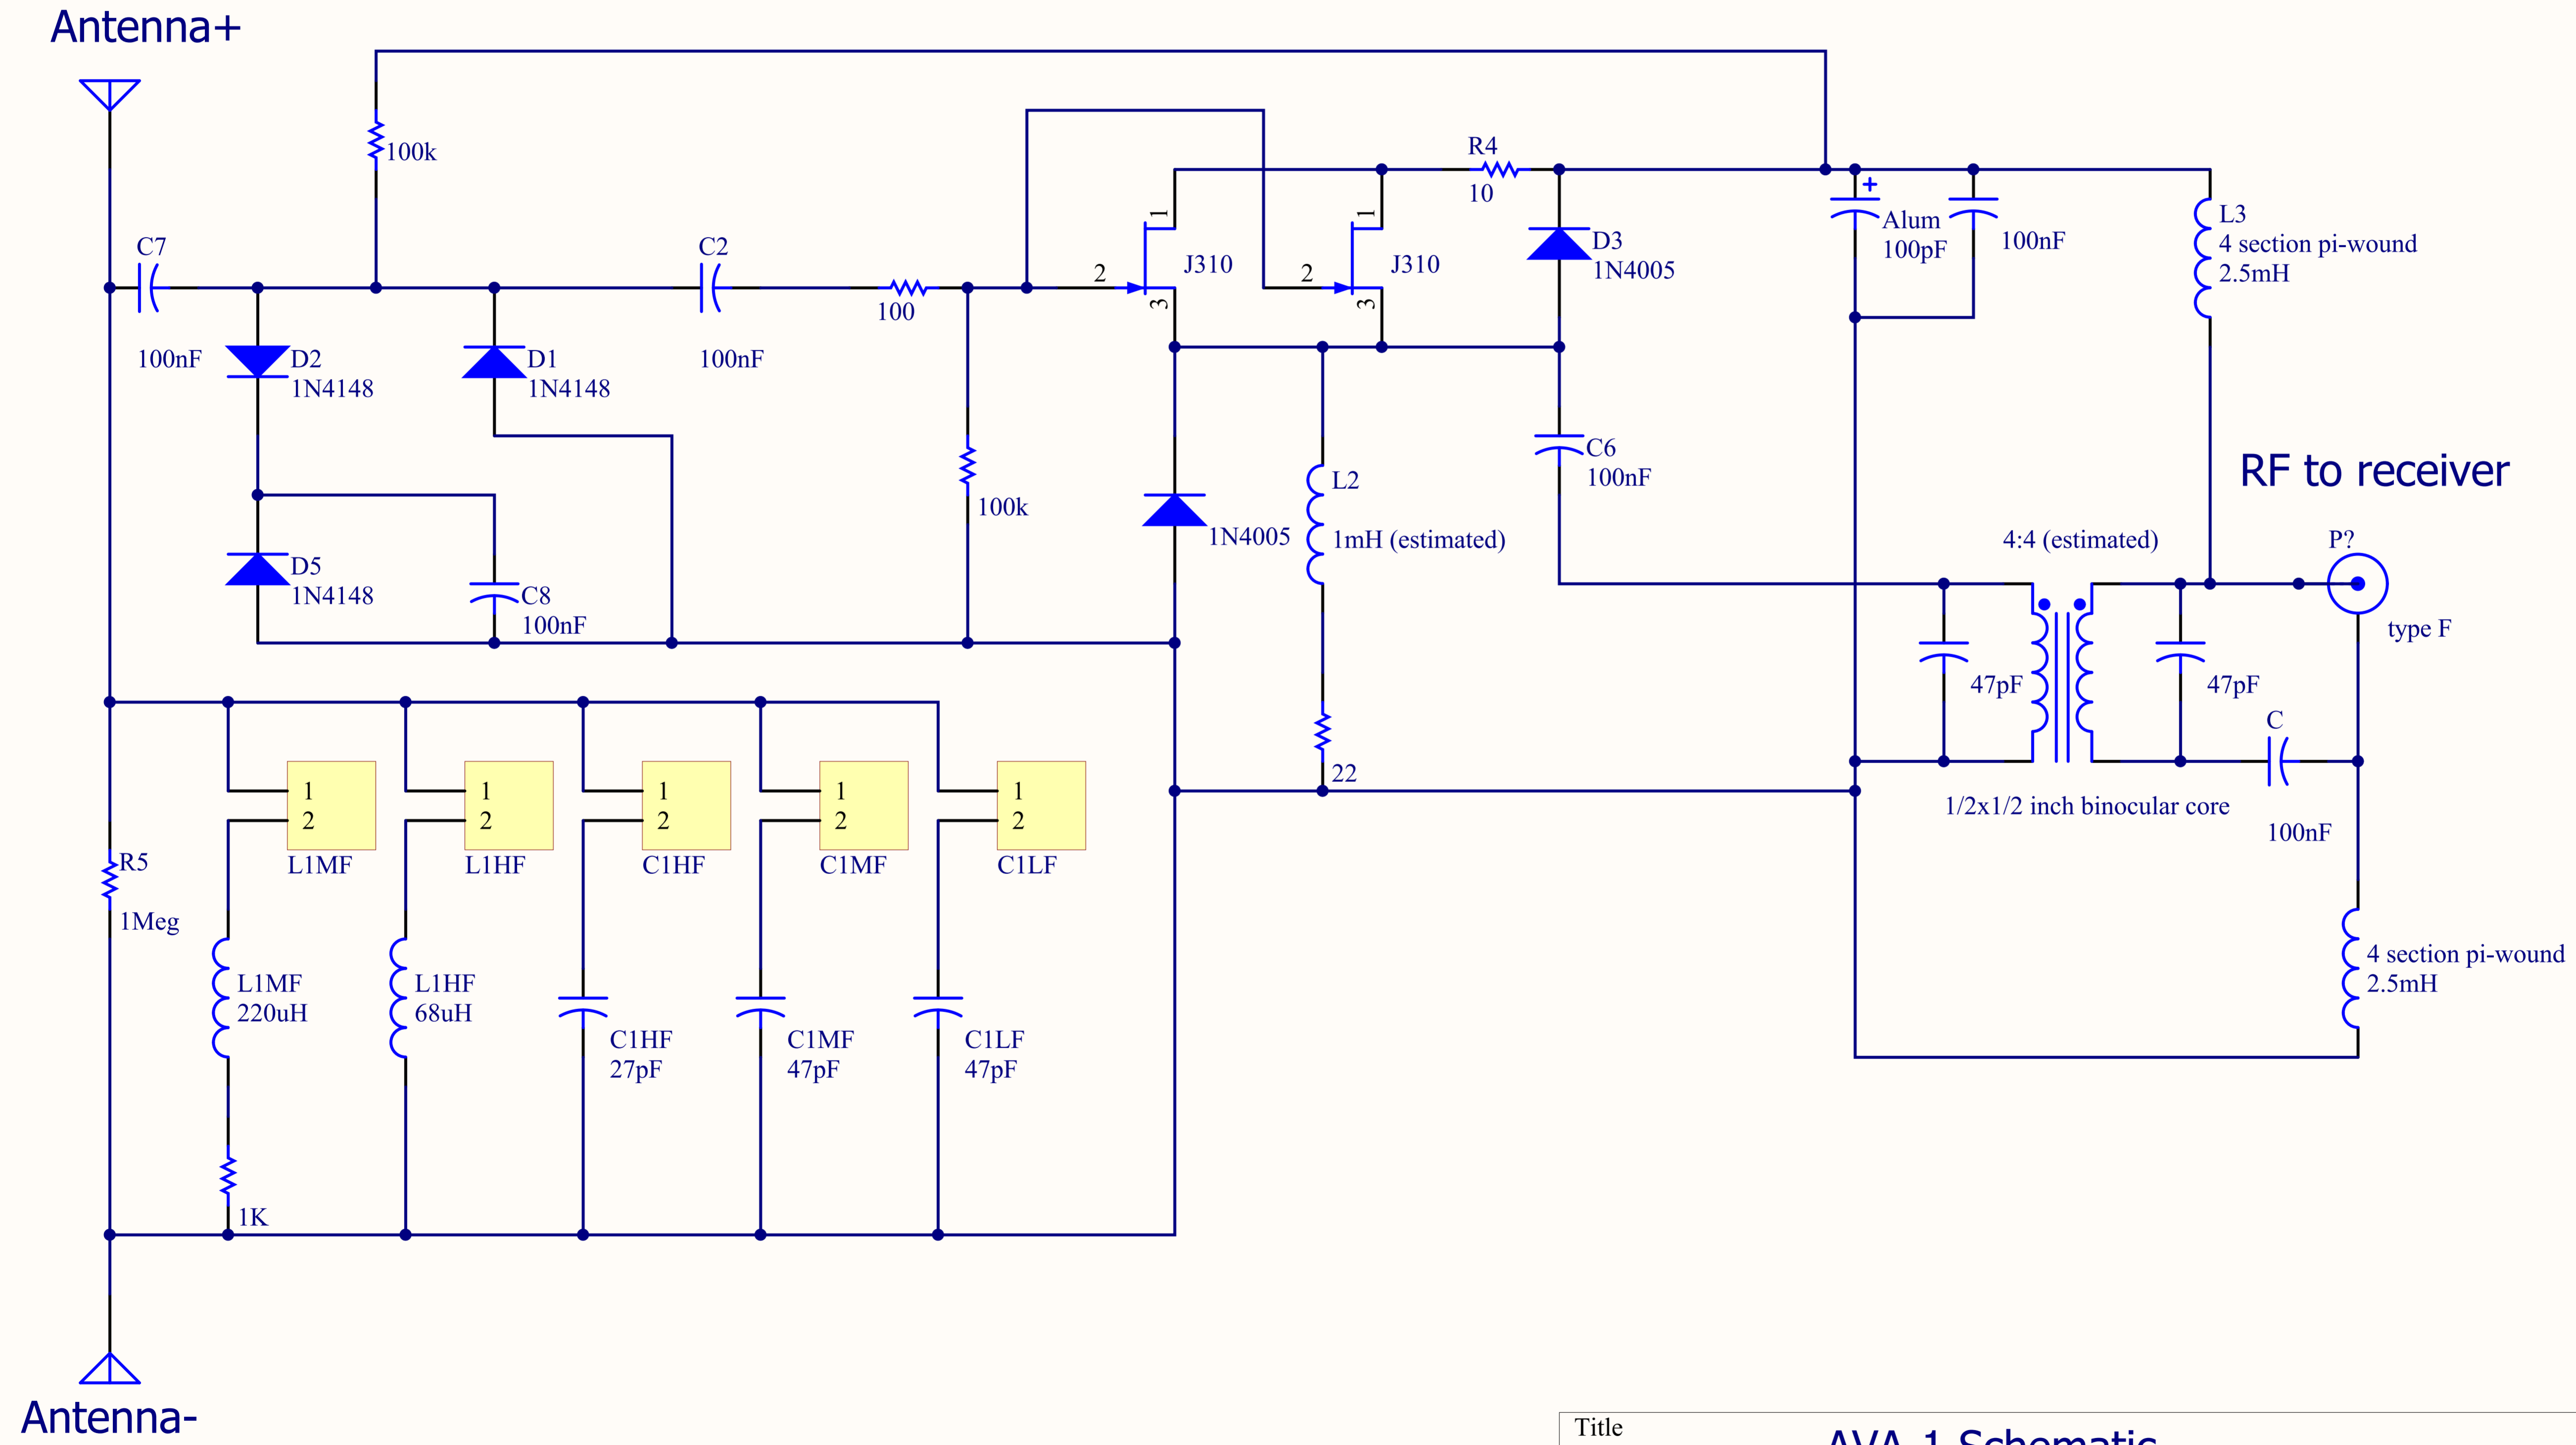 Antenna+
100k
C7
100nF
D2
1N4148
D1
1N4148
C2
100nF
100
D5
1N4148
C8
100nF
100k
1
2
3
J310
1
2
3
J310
R4
10
D3
1N4005
+
Alum
100pF
100nF
L3
4 section pi-wound
2.5mH
1N4005
L2
1mH (estimated)
22
C6
100nF
RF to receiver
4:4 (estimated)
P?
type F
47pF
47pF
C
100nF
1/2x1/2 inch binocular core
4 section pi-wound
2.5mH
R5
1Meg
1
2
L1MF
1
2
L1HF
1
2
C1HF
1
2
C1MF
1
2
C1LF
L1MF
220uH
L1HF
68uH
C1HF
27pF
C1MF
47pF
C1LF
47pF
1K
Antenna-
Title
AVA-1 Schematic